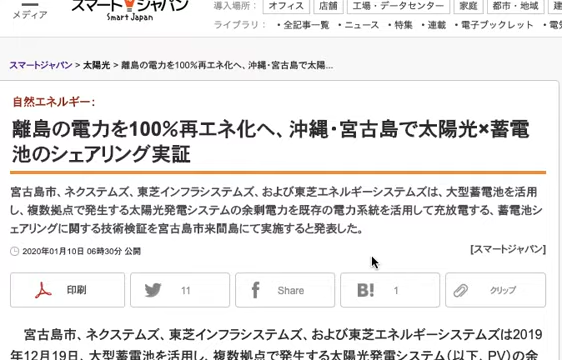 メディア
スマートジャパン
Smart Japan
導入場所： オフィス 店舗 工場・データセンター 家庭 都市・地域
ライブラリ： ・全記事一覧 ・ニュース ・特集 ・連載 ・電子ブックレット
スマートジャパン > 太陽光 > 離島の電力を100%再エネ化へ、沖縄・宮古島で太陽...
自然エネルギー：
離島の電力を100%再エネ化へ、沖縄・宮古島で太陽光×蓄電
池のシェアリング実証
宮古島市、ネクステムズ、東芝インフラシステムズ、および東芝エネルギーシステムズは、大型蓄電池を活用
し、複数拠点で発生する太陽光発電システムの余剰電力を既存の電力系統を活用して充放電する、蓄電池シ
ェアリングに関する技術検証を宮古島市来間島にて実施すると発表した。
2020年01月10日 06時30分 公開
[スマートジャパン]
印刷 11 Share B! 1 クリップ
宮古島市、ネクステムズ、東芝インフラシステムズ、および東芝エネルギーシステムズは2019
年12月19日、大型蓄電池を活用し、複数拠点で発生する太陽光発電システム（以下、PV）の余